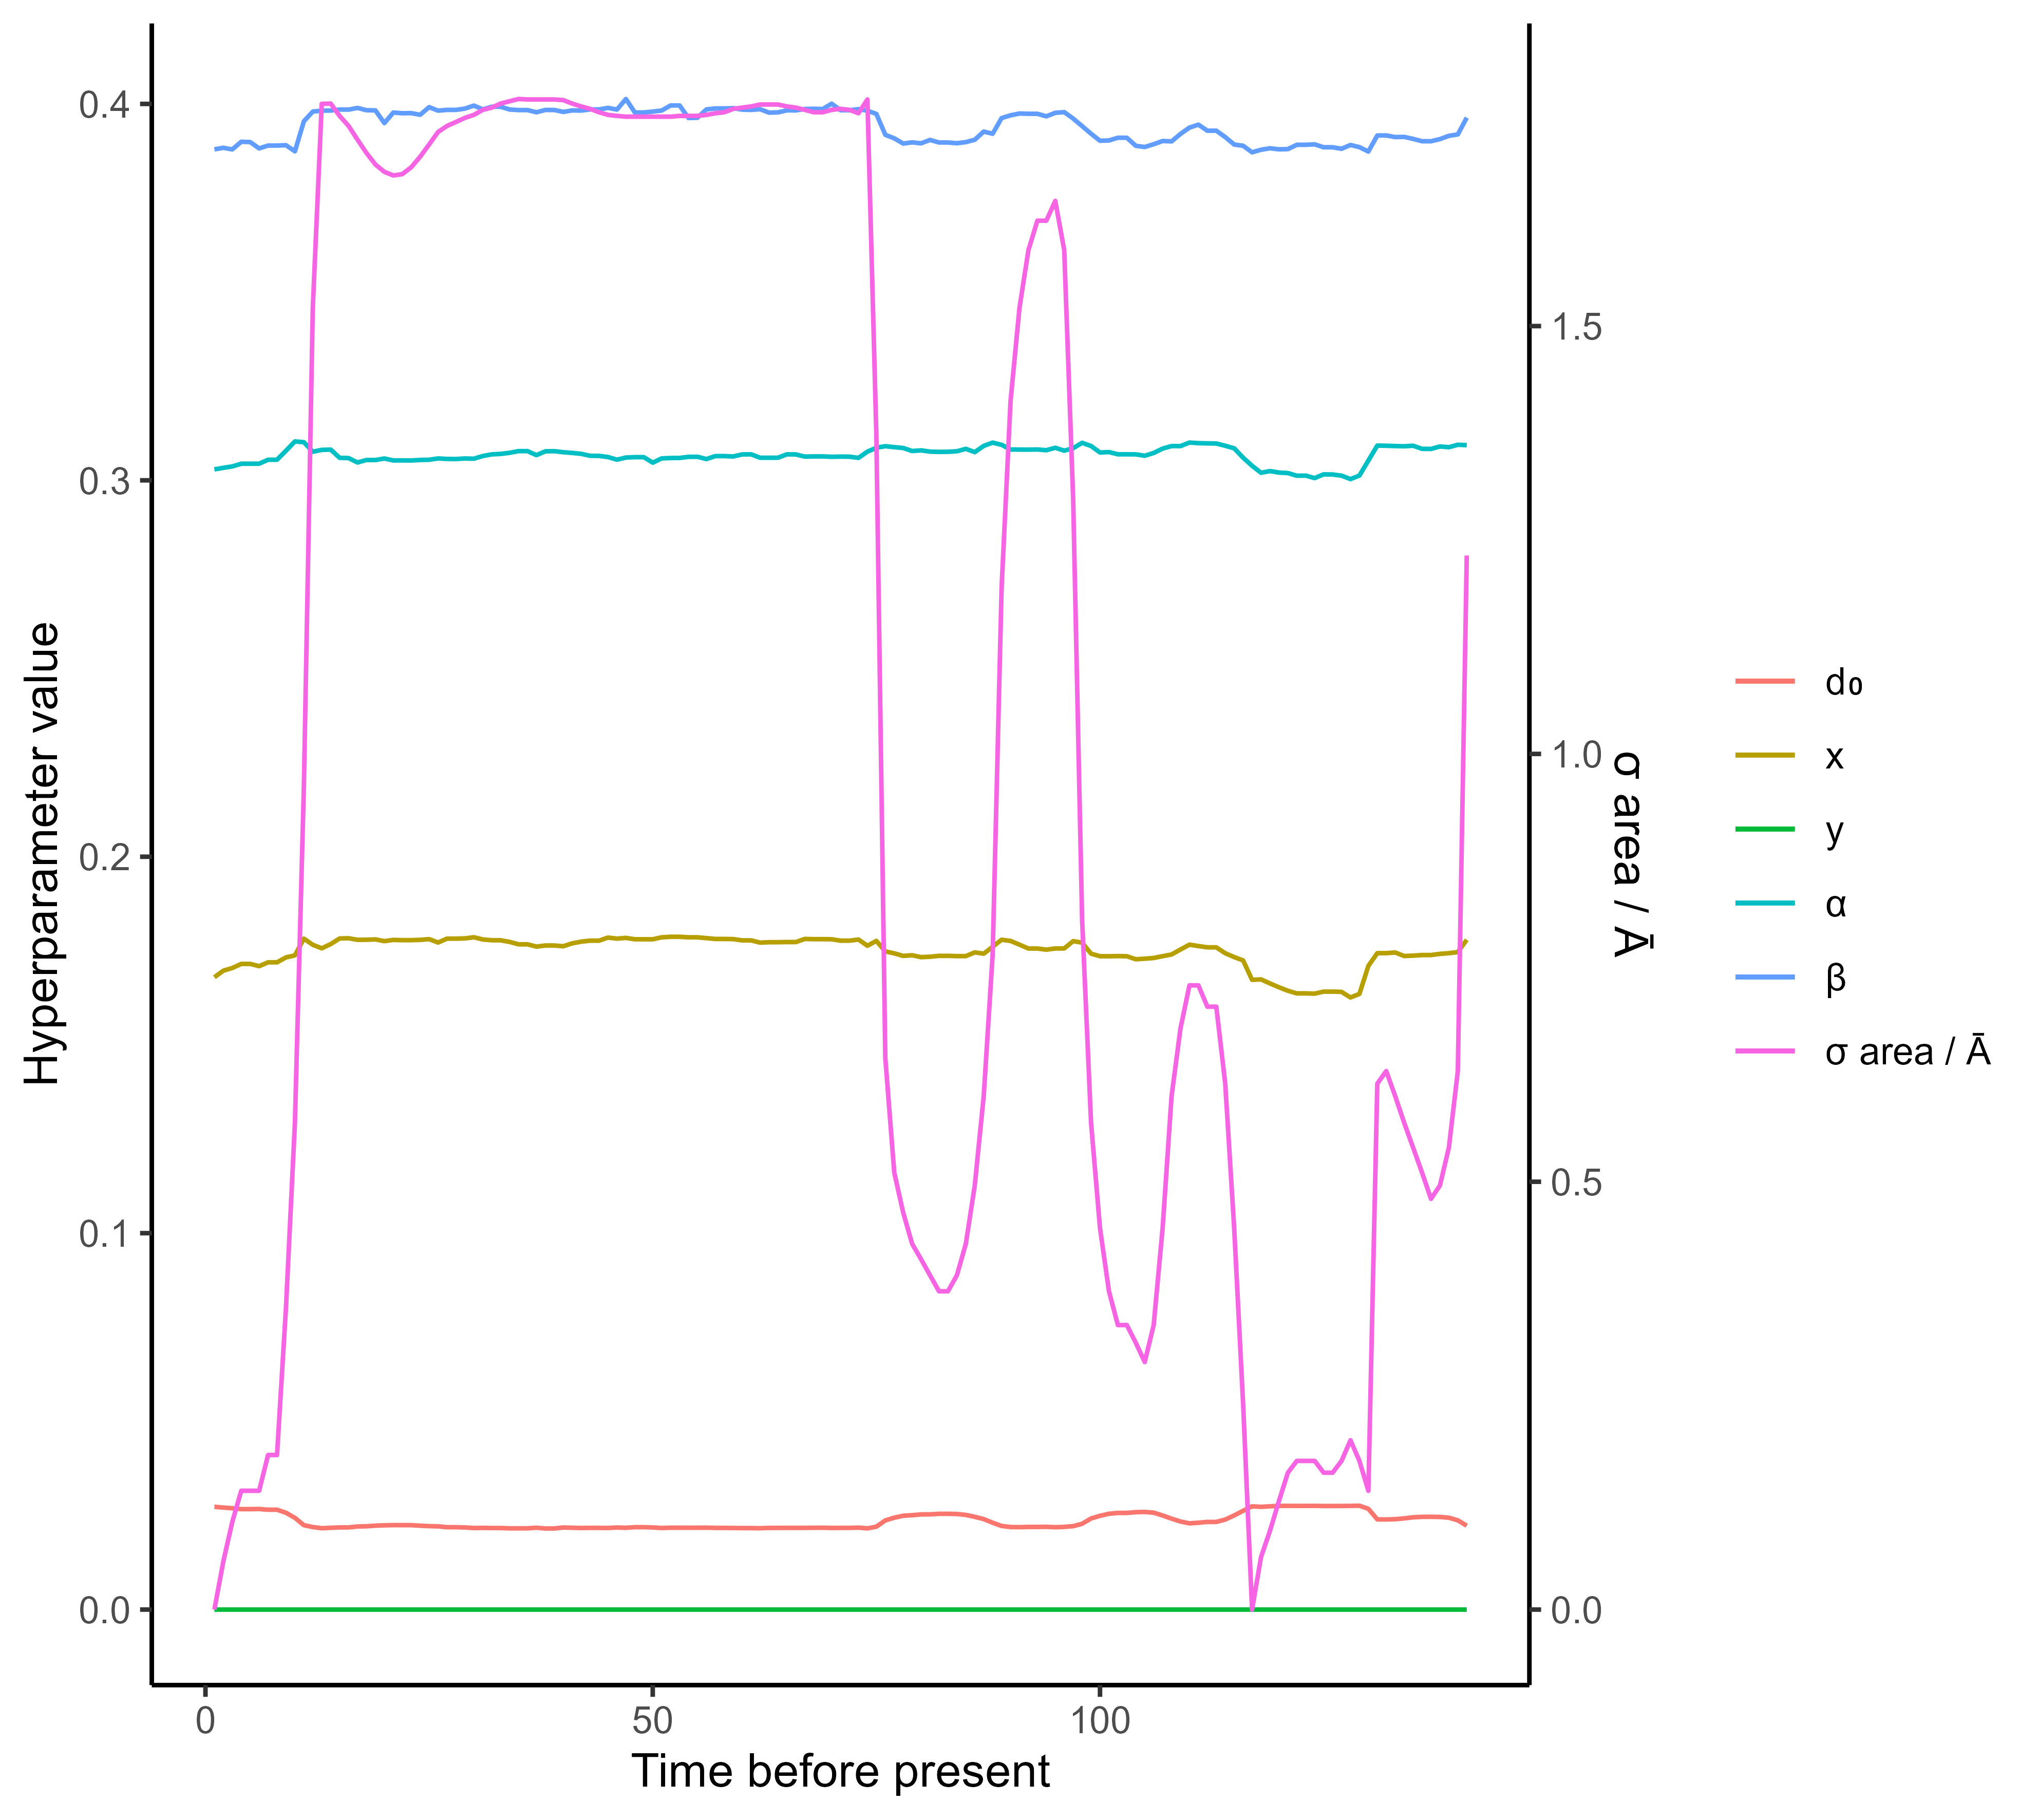 0.4
0.3
0.2
0.1
0.0
Hyperparameter value
0
50
100
Time before present
1.5
1.0
0.5
0.0
σ area / Ā
d₀
x
y
α
β
σ area / Ā